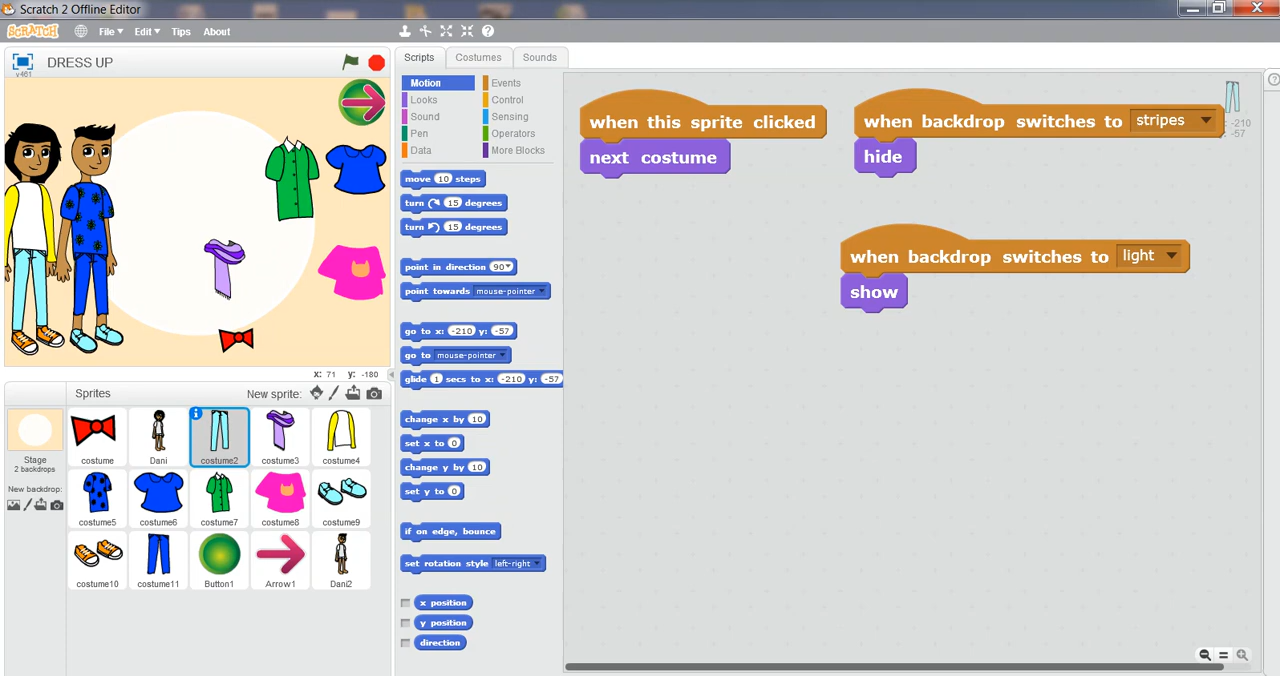 Scratch 2 Offline Editor
SCRATCH File Edit Tips About
v461 DRESS UP
X: 71 y: -180
Sprites New sprite:
Stage
2 backdrops
New backdrop:
costume Dani costume2 costume3 costume4
costume5 costume6 costume7 costume8 costume9
costume10 costume11 Button1 Arrow1 Dani2
Scripts Costumes Sounds
Motion Events
Looks Control
Sound Sensing
Pen Operators
Data More Blocks
move 10 steps
turn 15 degrees
turn 15 degrees
point in direction 90
point towards mouse-pointer
go to x: -210 y: -57
go to mouse-pointer
glide 1 secs to x: -210 y: -57
change x by 10
set x to 0
change y by 10
set y to 0
if on edge, bounce
set rotation style left-right
x position
y position
direction
when this sprite clicked
next costume
when backdrop switches to stripes
hide
when backdrop switches to light
show
-210
-57